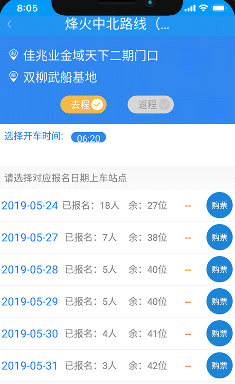 8:05
烽火中北路线（...
佳兆业金域天下二期门口
双柳武船基地
去程 返程
选择开车时间: 06:20
请选择对应报名日期上车站点
2019-05-24 已报名：18人 余：27位 -- 购票
2019-05-27 已报名：7人 余：38位 -- 购票
2019-05-28 已报名：5人 余：40位 -- 购票
2019-05-29 已报名：5人 余：40位 -- 购票
2019-05-30 已报名：4人 余：41位 -- 购票
2019-05-31 已报名：3人 余：42位 -- 购票